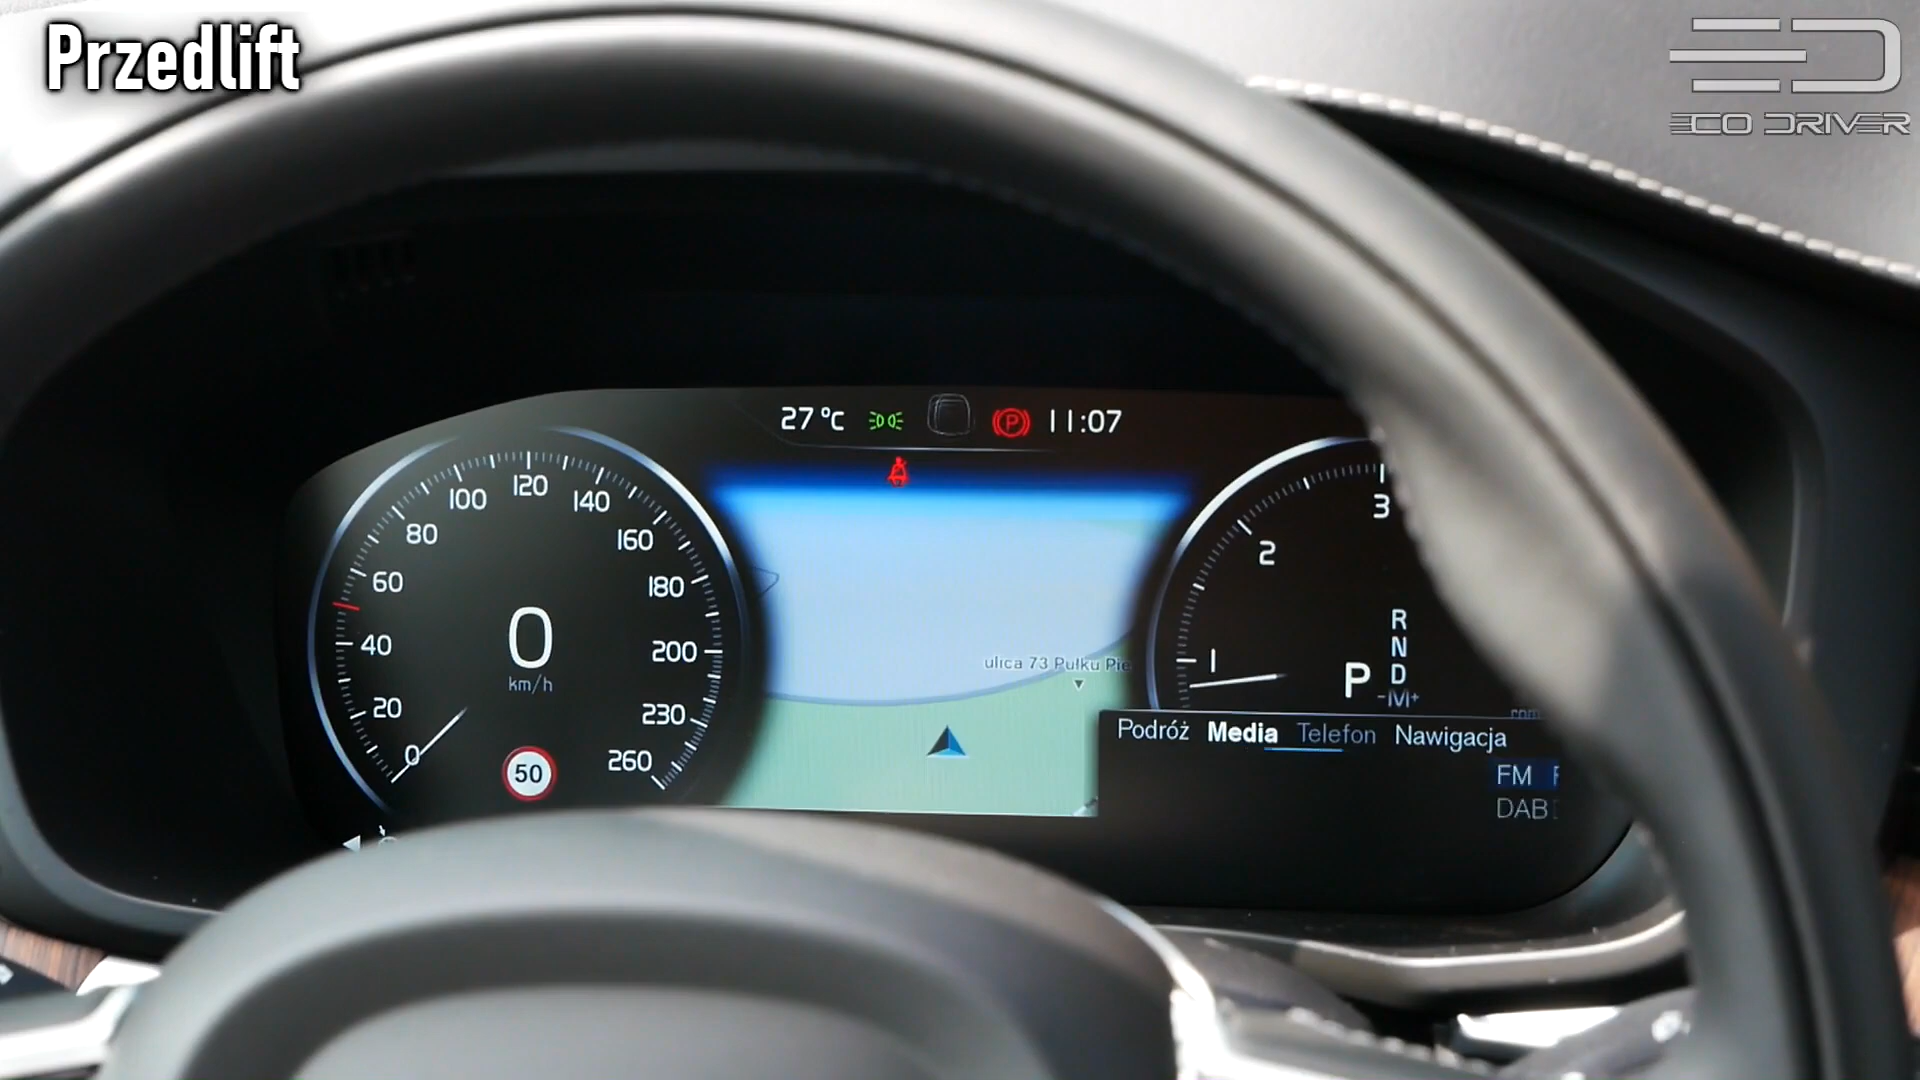 Przedlift
ECO DRIVER
27 °C
P
11:07
0
20
40
60
80
100
120
140
160
180
200
230
260
0
km/h
50
ulica 73 Pułku
1
2
3
R
N
D
P
-M+
Podróż Media Telefon Nawigacja
FM
DAB